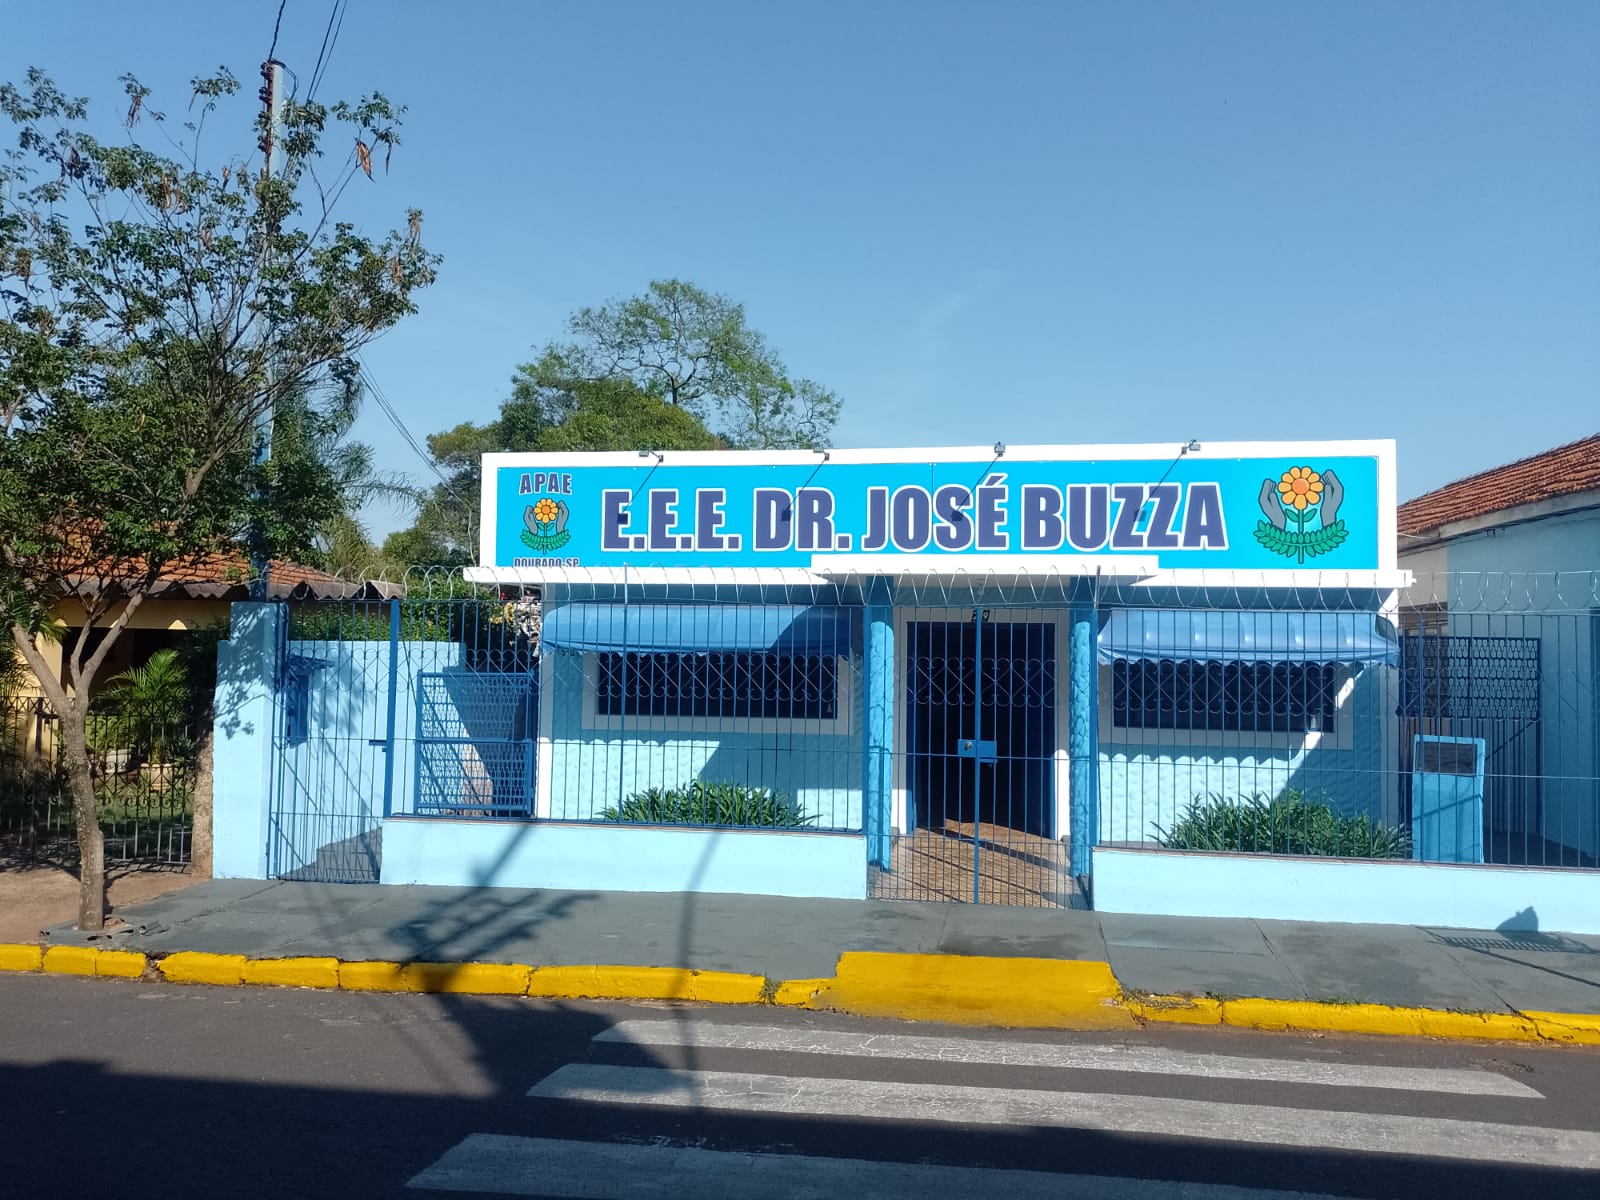 APAE
DOURADO-SP
E.E.E. DR. JOSÉ BUZZA